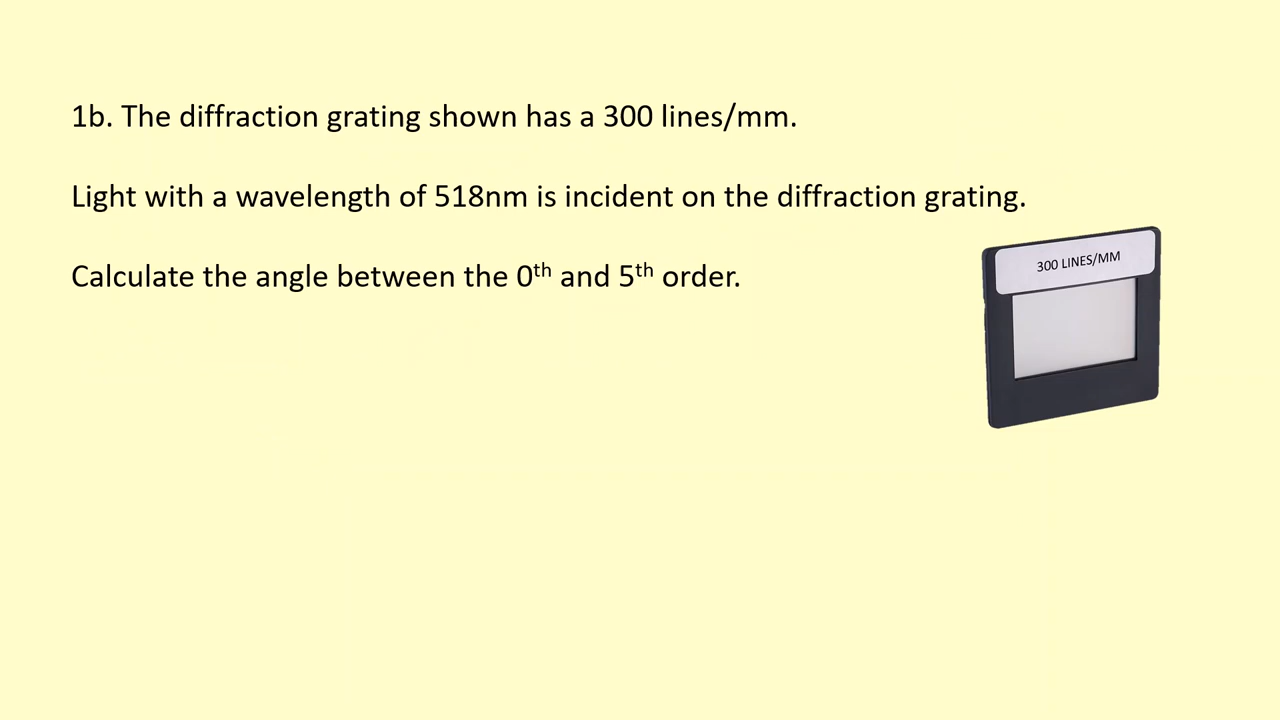 1b. The diffraction grating shown has a 300 lines/mm.
Light with a wavelength of 518nm is incident on the diffraction grating.
300 LINES/MM
Calculate the angle between the 0th and 5th order.